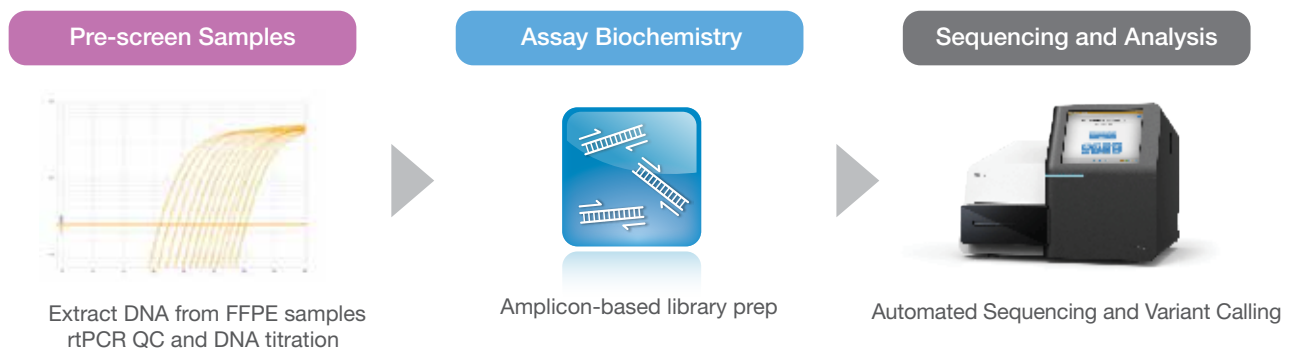 Pre-screen Samples
Assay Biochemistry
Sequencing and Analysis
Extract DNA from FFPE samples
rtPCR QC and DNA titration
Amplicon-based library prep
Automated Sequencing and Variant Calling